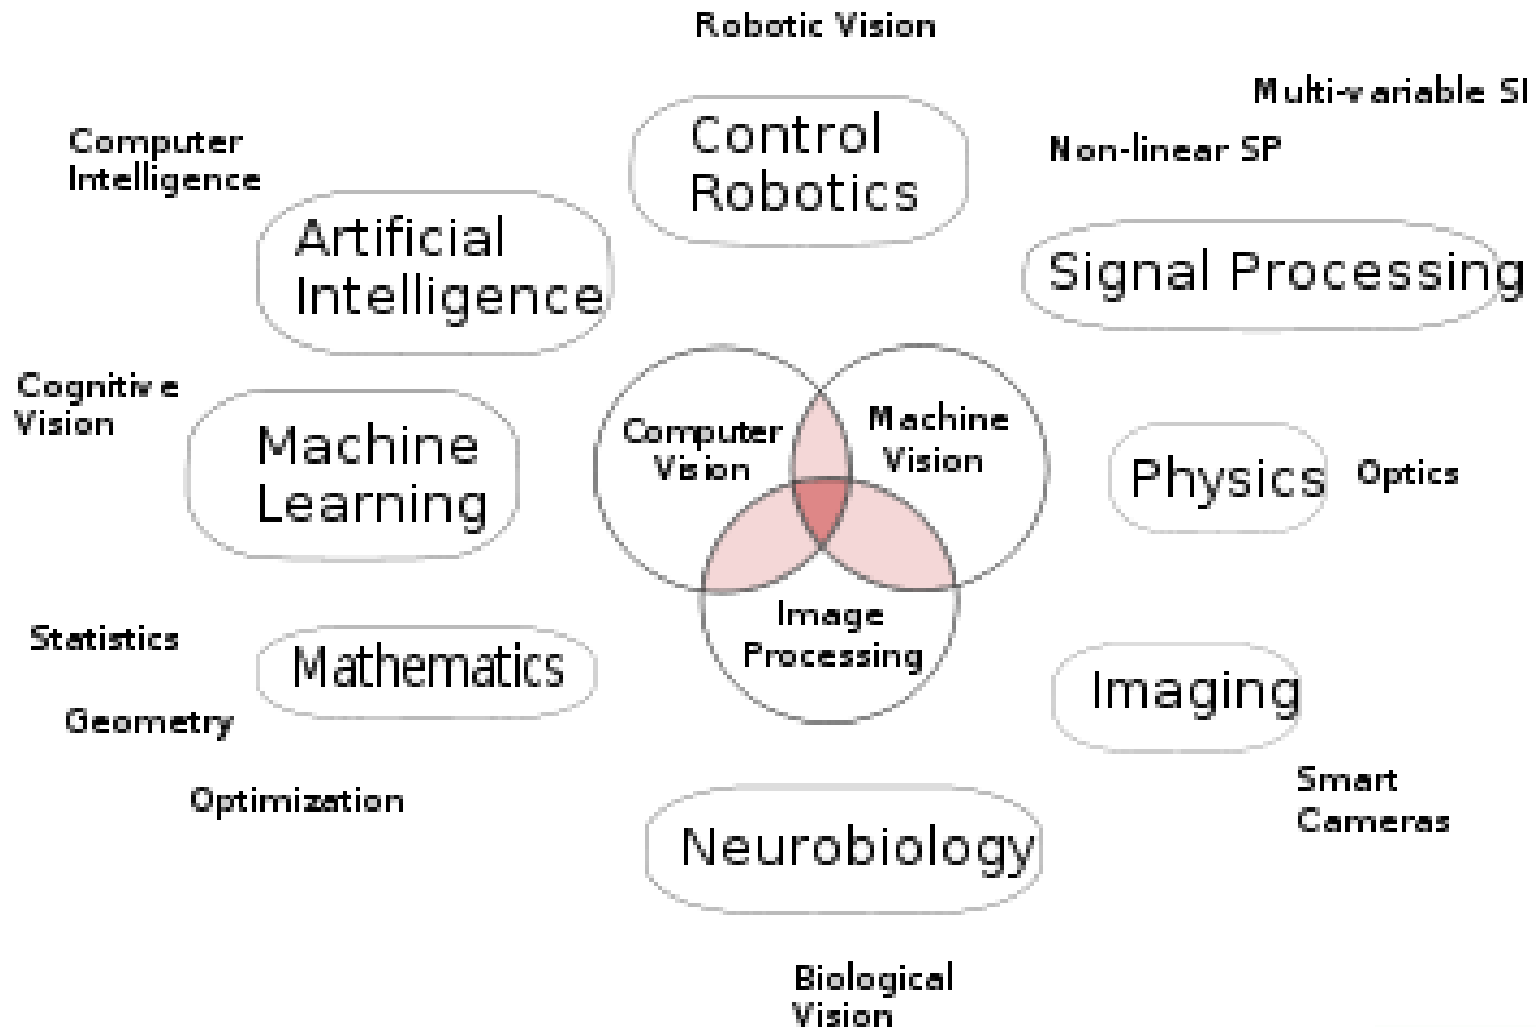 Robotic Vision
Multi-variable SI
Non-linear SP
Control
Robotics
Computer
Intelligence
Artificial
Intelligence
Signal Processing
Cognitive
Vision
Machine
Learning
Computer
Vision
Machine
Vision
Physics
Optics
Image
Processing
Statistics
Mathematics
Geometry
Imaging
Optimization
Smart
Cameras
Neurobiology
Biological
Vision